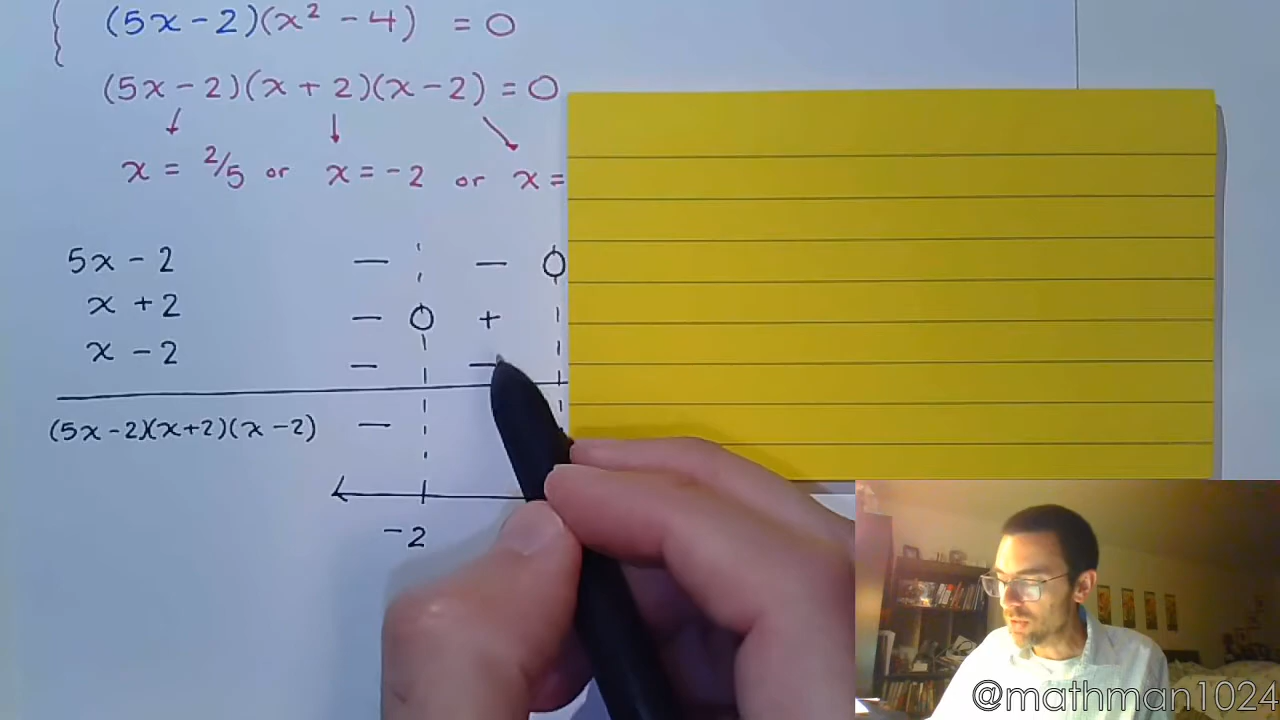 (5x - 2)(x² - 4) = 0
(5x - 2)(x + 2)(x - 2) = 0
x = 2/5 or x = -2 or x =
5x - 2 — — 0
x + 2 — 0 +
x - 2 — —
(5x - 2)(x + 2)(x - 2) —
-2
@mathman1024